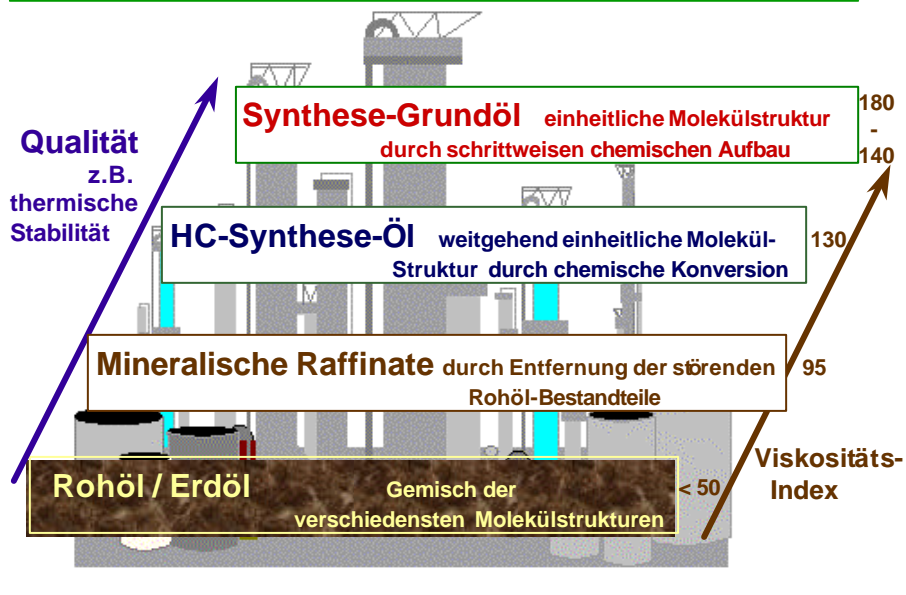 Synthese-Grundöl einheitliche Molekülstruktur
durch schrittweisen chemischen Aufbau
180
-
140
Qualität
z.B.
thermische
Stabilität
HC-Synthese-Öl weitgehend einheitliche Molekül-
Struktur durch chemische Konversion
130
Mineralische Raffinate durch Entfernung der störenden
Rohöl-Bestandteile
95
Rohöl / Erdöl Gemisch der
verschiedensten Molekülstrukturen
< 50
Viskositäts-
Index